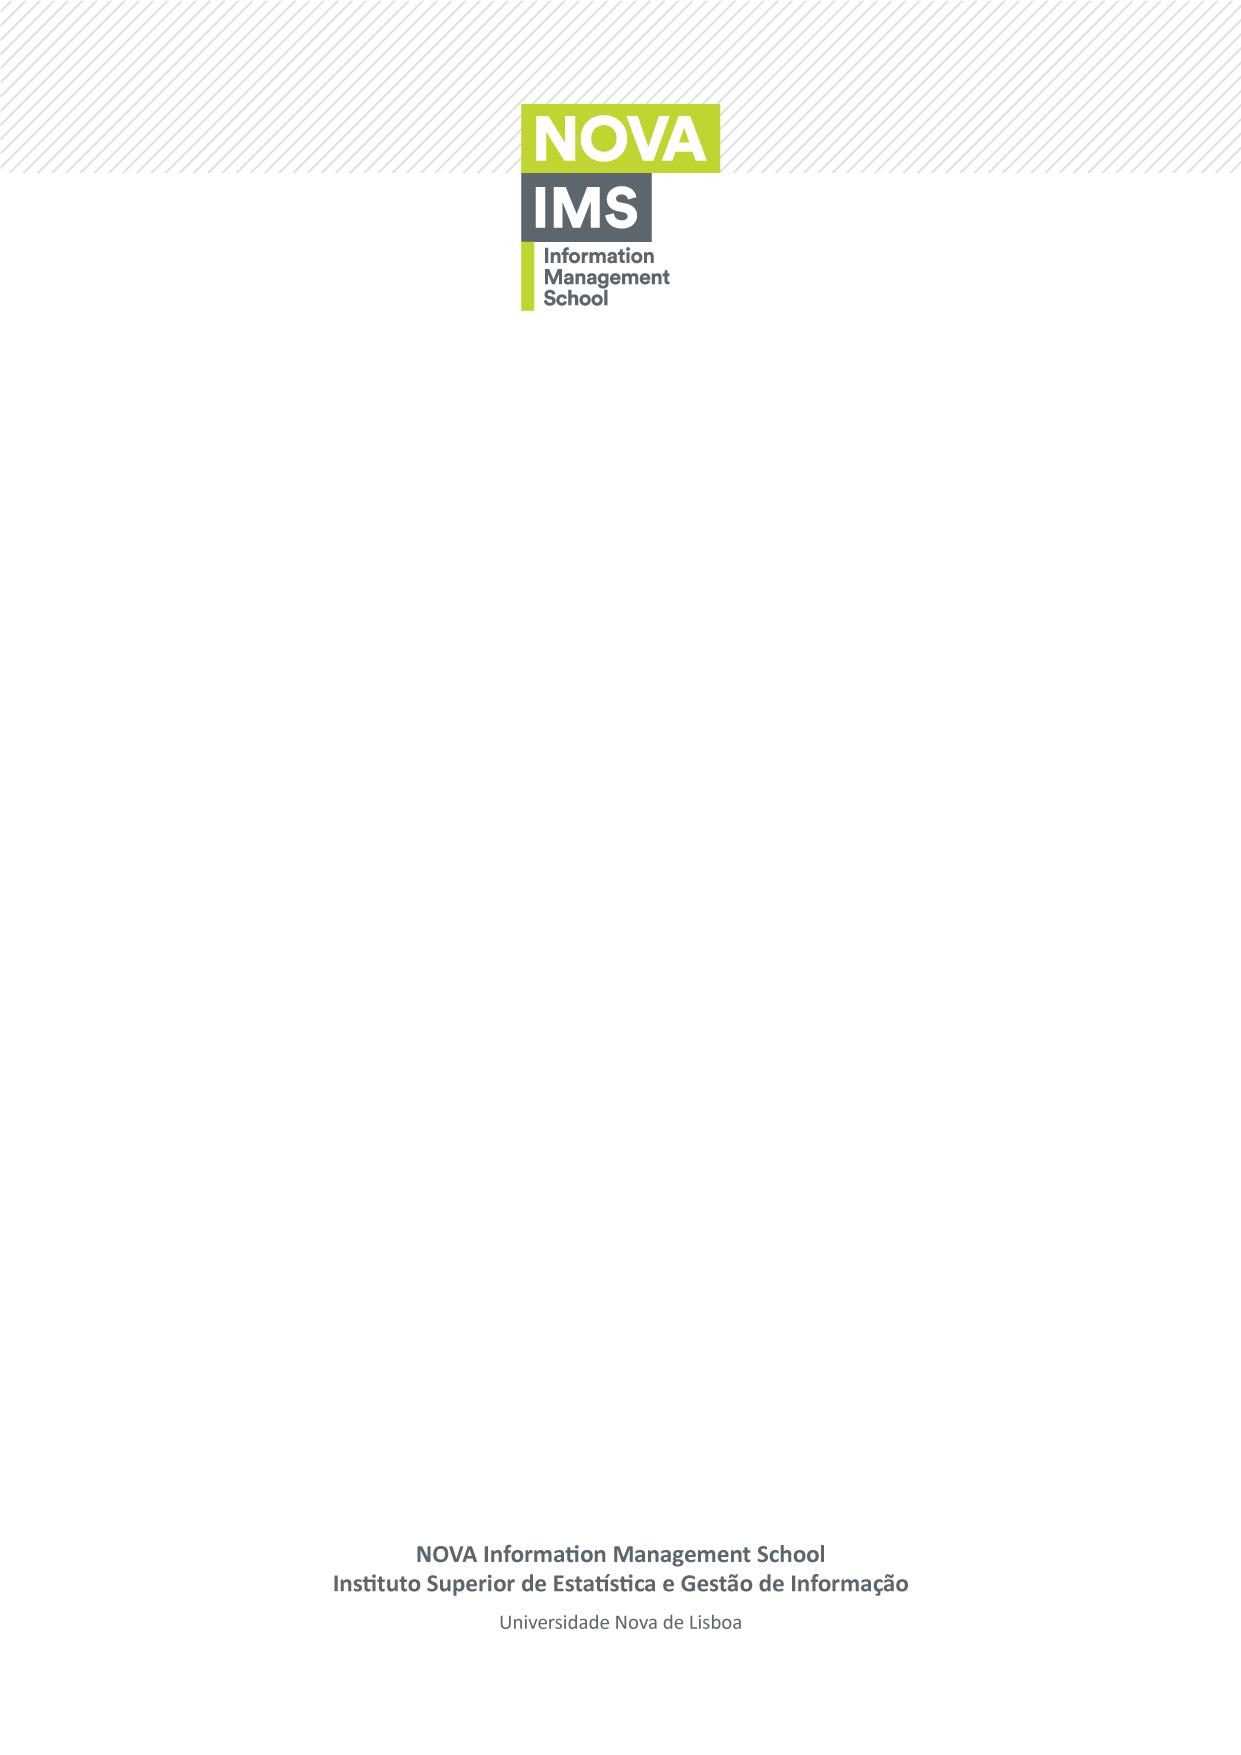 NOVA
IMS
Information
Management
School
NOVA Information Management School
Instituto Superior de Estatística e Gestão de Informação
Universidade Nova de Lisboa